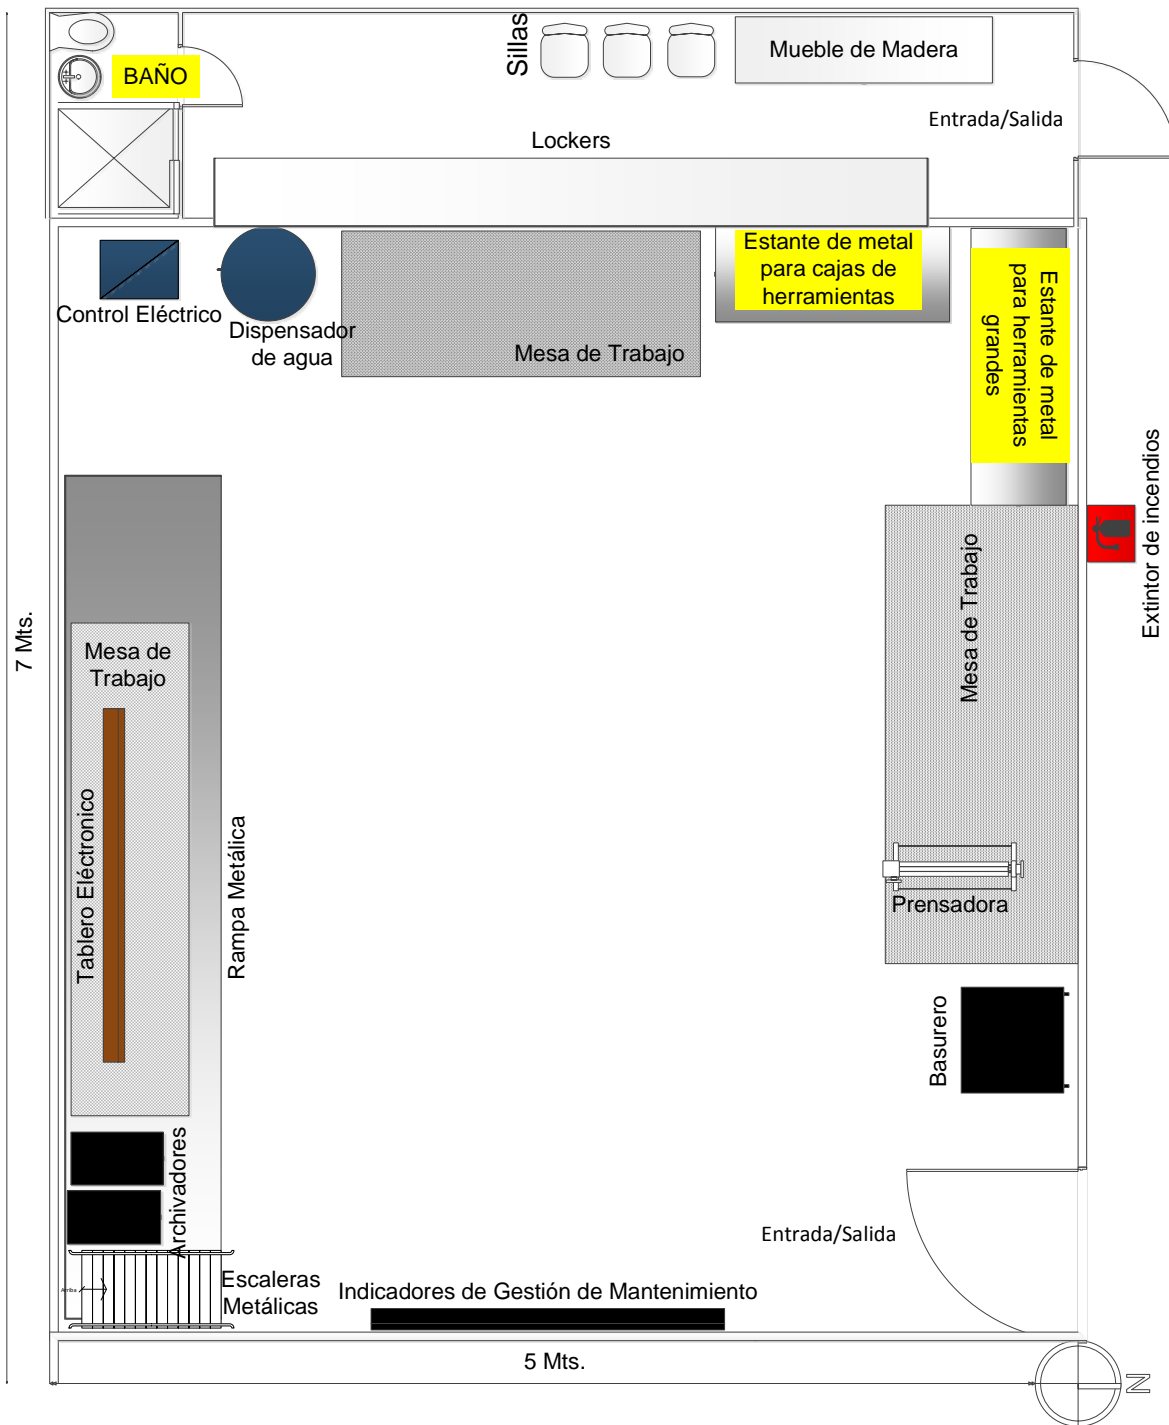 Sillas
Mueble de Madera
BAÑO
Entrada/Salida
Lockers
Estante de metal
para cajas de
herramientas
Estante de metal
para herramientas
grandes
Control Eléctrico
Dispensador
de agua
Mesa de Trabajo
Extintor de incendios
Mesa de Trabajo
7 Mts.
Mesa de
Trabajo
Tablero Eléctronico
Rampa Metálica
Prensadora
Basurero
Archivadores
Entrada/Salida
Arriba
Escaleras
Metálicas
Indicadores de Gestión de Mantenimiento
5 Mts.
N